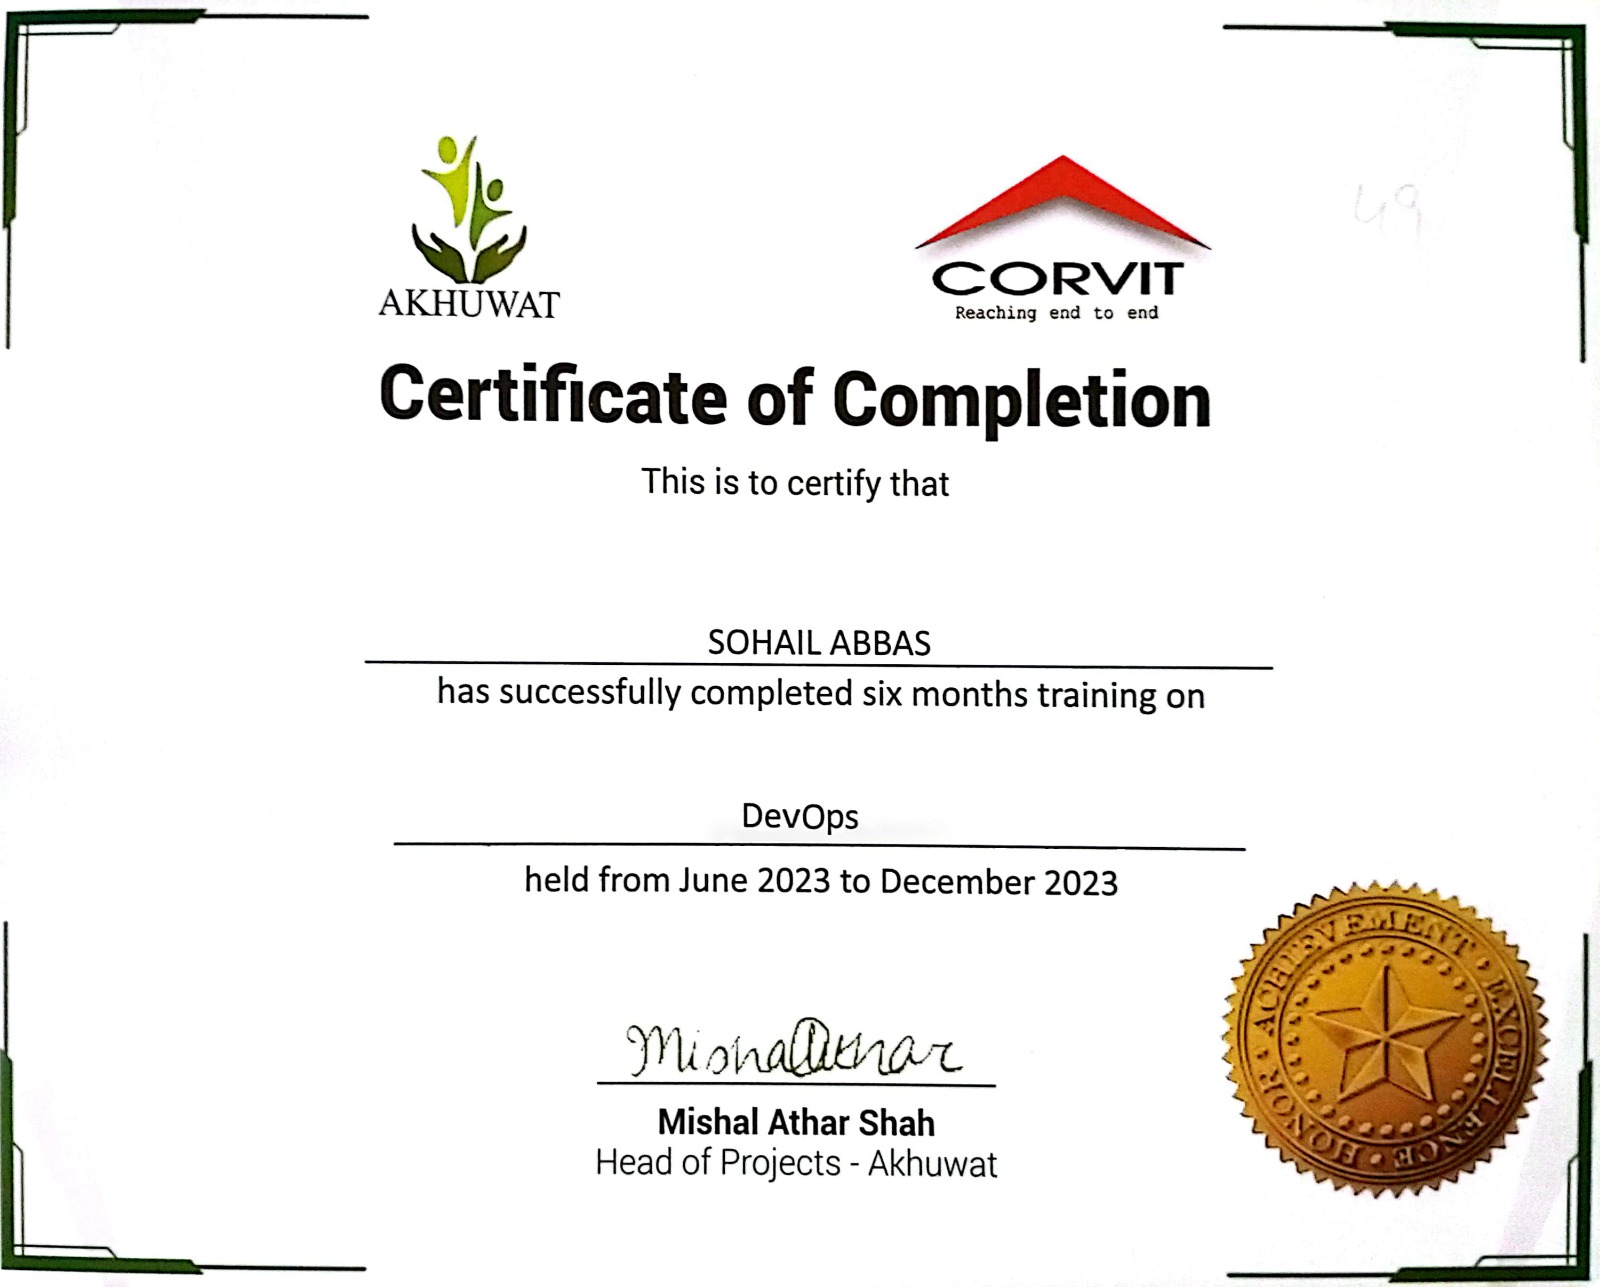 49
AKHUWAT
CORVIT
Reaching end to end
Certificate of Completion
This is to certify that
SOHAIL ABBAS
has successfully completed six months training on
DevOps
held from June 2023 to December 2023
HONOR • ACHIEVEMENT • EXCELLENCE •
Mishal Athar
Mishal Athar Shah
Head of Projects - Akhuwat